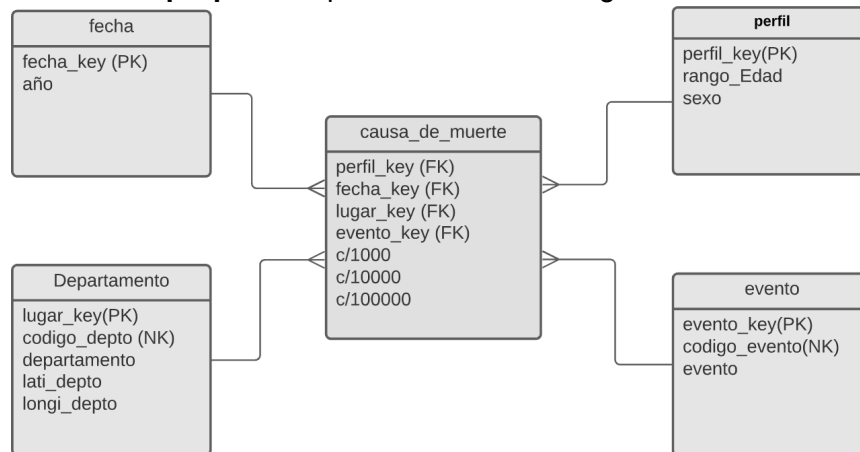 fecha
fecha_key (PK)
año
perfil
perfil_key(PK)
rango_Edad
sexo
causa_de_muerte
perfil_key (FK)
fecha_key (FK)
lugar_key (FK)
evento_key (FK)
c/1000
c/10000
c/100000
Departamento
lugar_key(PK)
codigo_depto (NK)
departamento
lati_depto
longi_depto
evento
evento_key(PK)
codigo_evento(NK)
evento